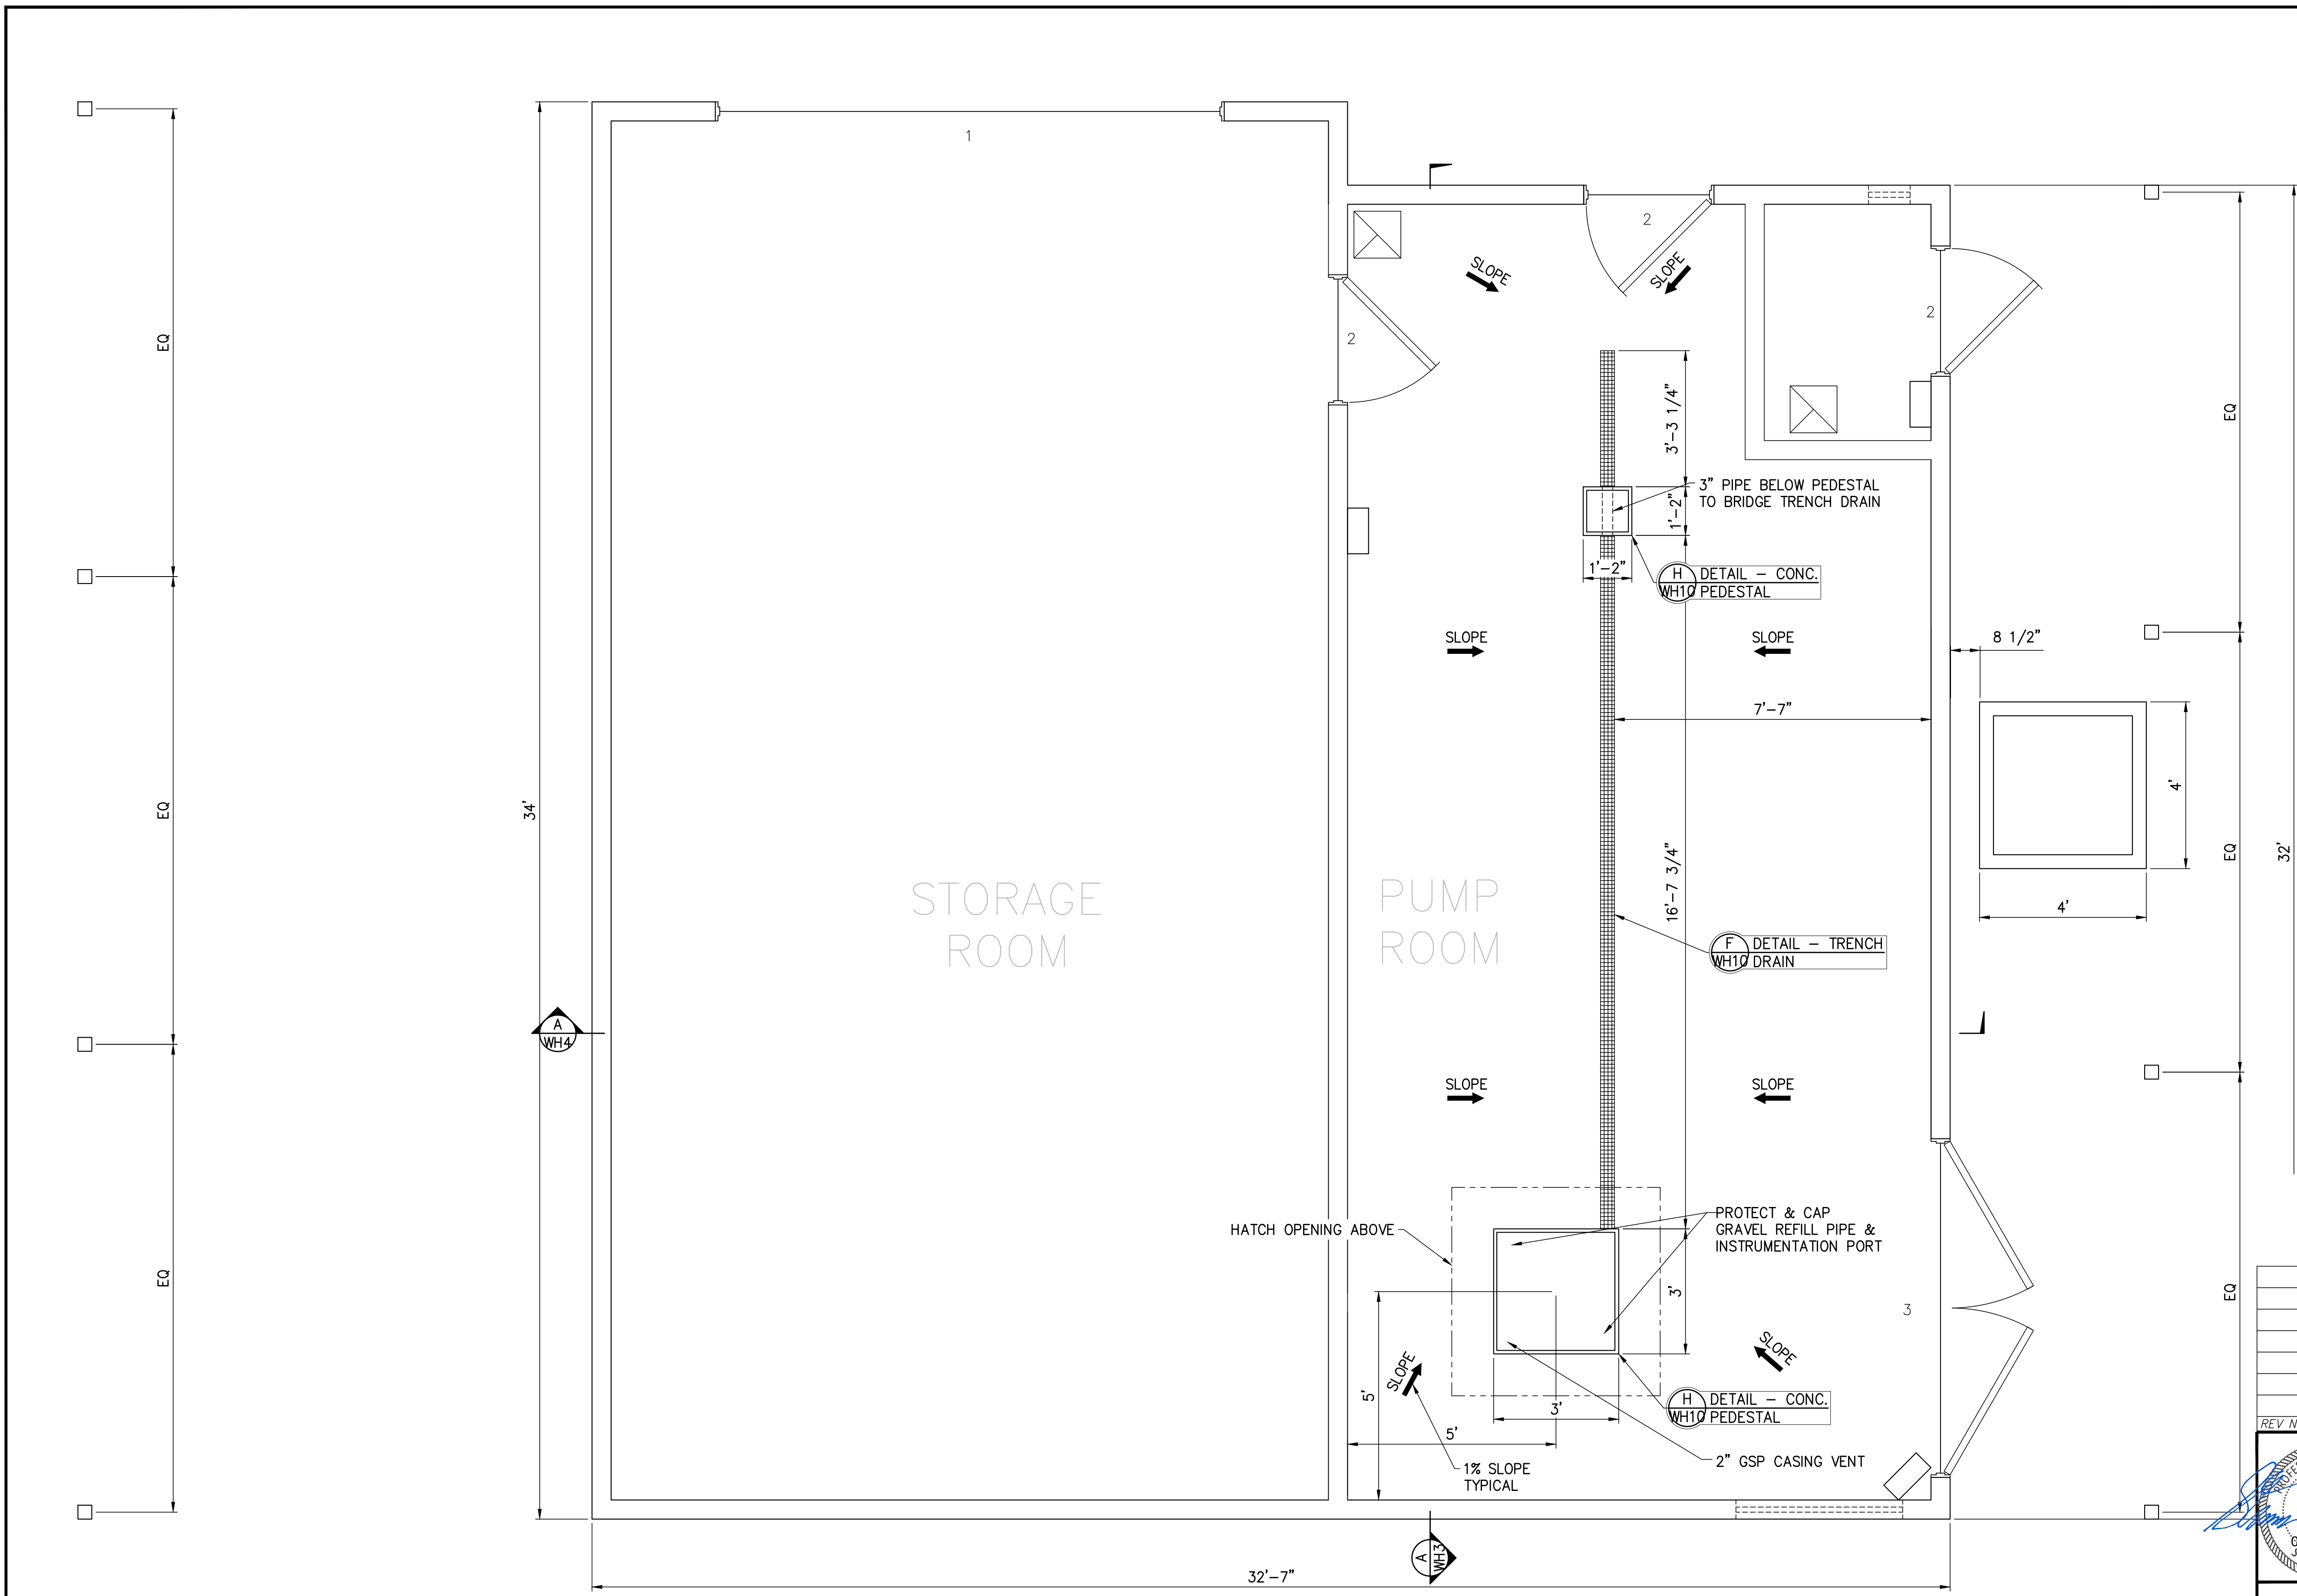 1
2
SLOPE
SLOPE
2
2
EQ
EQ
3'-3 1/4"
3" PIPE BELOW PEDESTAL
TO BRIDGE TRENCH DRAIN
1'-2"
1'-2"
H DETAIL - CONC.
WH10 PEDESTAL
SLOPE
SLOPE
8 1/2"
7'-7"
EQ
34'
4'
EQ
32'
16'-7 3/4"
STORAGE
ROOM
PUMP
ROOM
4'
F DETAIL - TRENCH
WH10 DRAIN
A
WH4
SLOPE
SLOPE
HATCH OPENING ABOVE
PROTECT & CAP
GRAVEL REFILL PIPE &
INSTRUMENTATION PORT
EQ
3'
EQ
3
SLOPE
SLOPE
5'
3'
H DETAIL - CONC.
WH10 PEDESTAL
5'
1% SLOPE
TYPICAL
2" GSP CASING VENT
REV N
A
WH3
32'-7"